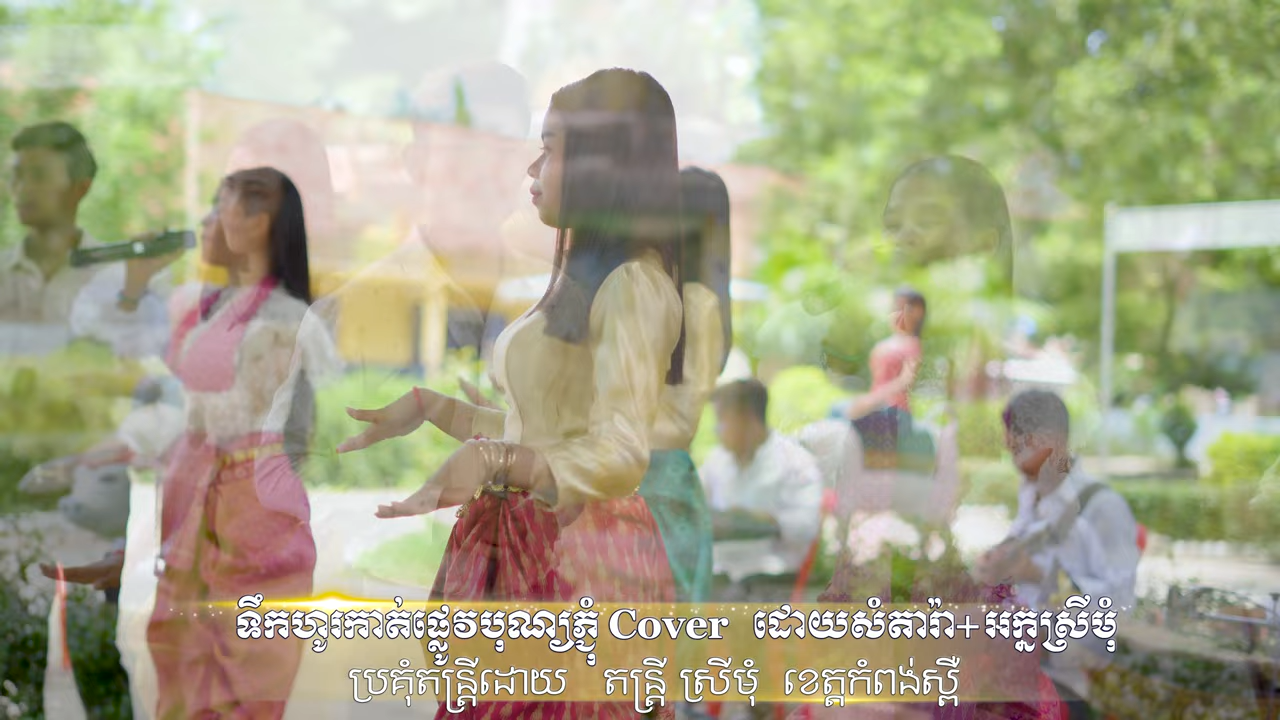 ទឹកហូរកាត់ផ្លូវបុណ្យភ្ជុំ Cover ដោយសំតារ៉ា+អក្នស្រីមុំ
ប្រគុំតន្ត្រីដោយ តន្ត្រី ស្រីមុំ ខេត្តកំពង់ស្ពឺ